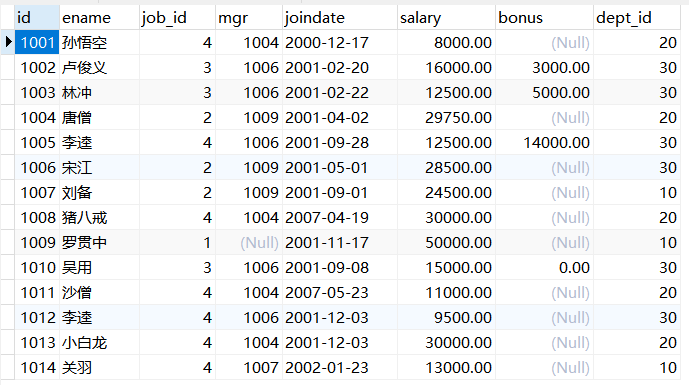 id ename job_id mgr joindate salary bonus dept_id
1001 孙悟空 4 1004 2000-12-17 8000.00 (Null) 20
1002 卢俊义 3 1006 2001-02-20 16000.00 3000.00 30
1003 林冲 3 1006 2001-02-22 12500.00 5000.00 30
1004 唐僧 2 1009 2001-04-02 29750.00 (Null) 20
1005 李逵 4 1006 2001-09-28 12500.00 14000.00 30
1006 宋江 2 1009 2001-05-01 28500.00 (Null) 30
1007 刘备 2 1009 2001-09-01 24500.00 (Null) 10
1008 猪八戒 4 1004 2007-04-19 30000.00 (Null) 20
1009 罗贯中 1 (Null) 2001-11-17 50000.00 (Null) 10
1010 吴用 3 1006 2001-09-08 15000.00 0.00 30
1011 沙僧 4 1004 2007-05-23 11000.00 (Null) 20
1012 李逵 4 1006 2001-12-03 9500.00 (Null) 30
1013 小白龙 4 1004 2001-12-03 30000.00 (Null) 20
1014 关羽 4 1007 2002-01-23 13000.00 (Null) 10